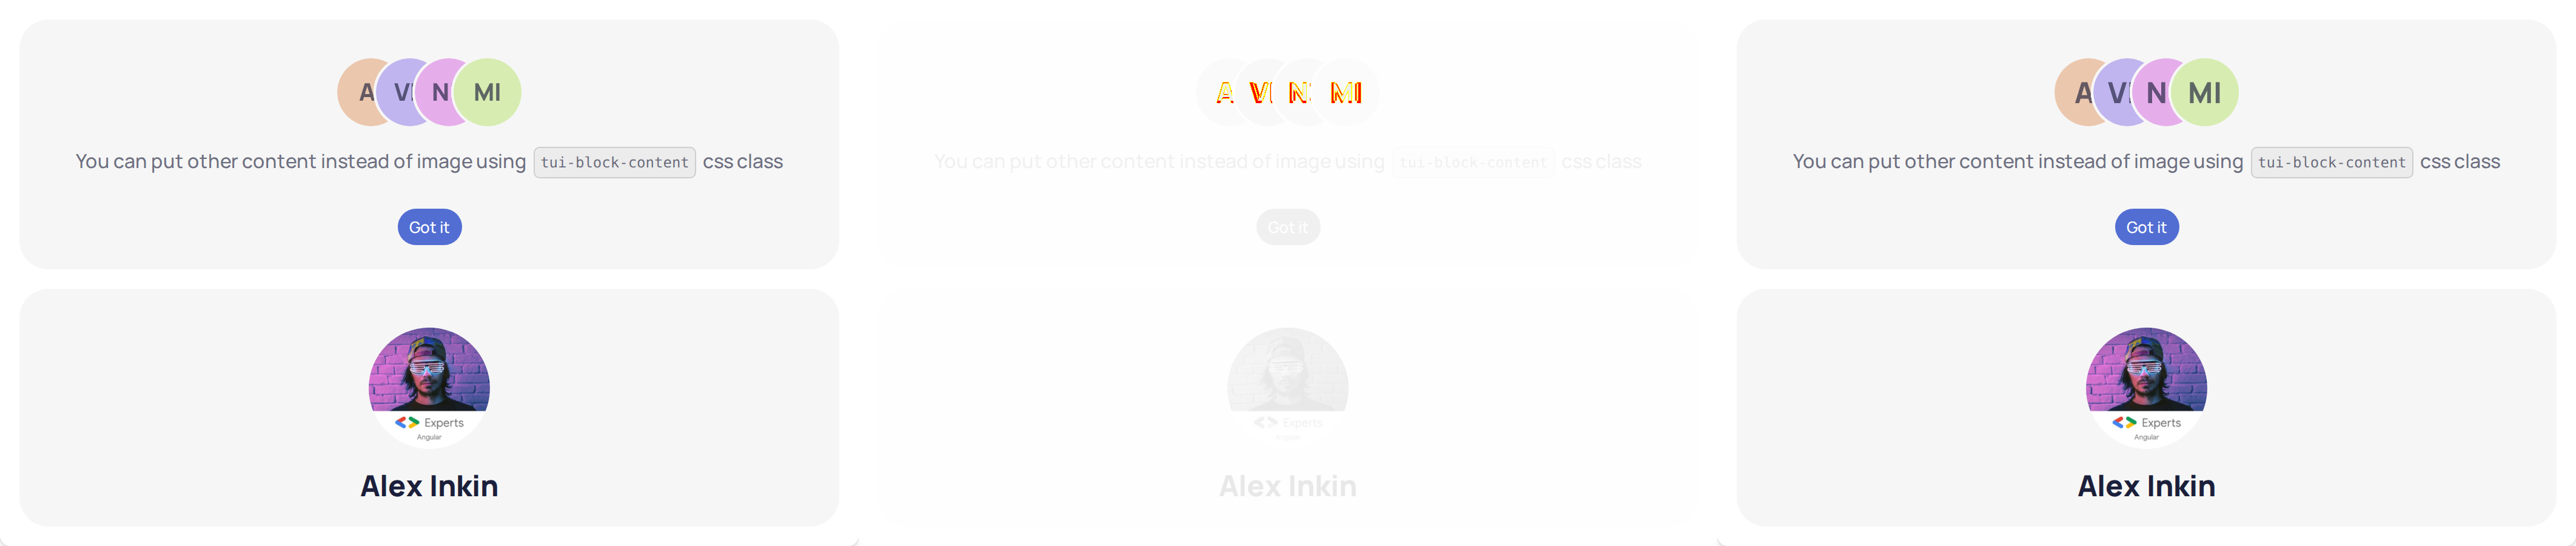 A V N MI
You can put other content instead of image using tui-block-content css class
Got it
Experts
Angular
Alex Inkin
A V N MI
You can put other content instead of image using tui-block-content css class
Got it
Experts
Angular
Alex Inkin
A V N MI
You can put other content instead of image using tui-block-content css class
Got it
Experts
Angular
Alex Inkin